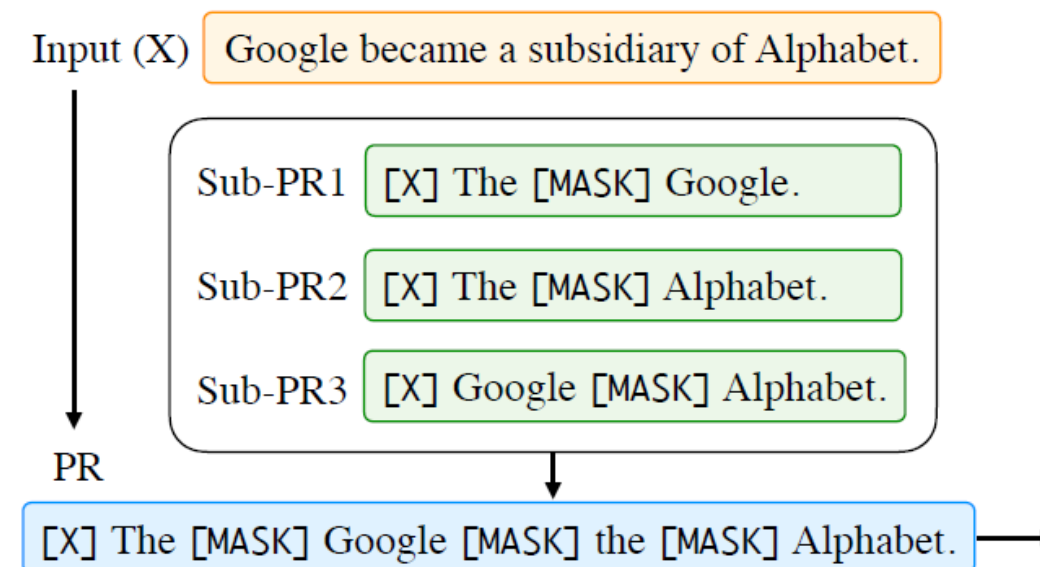 Input (X) Google became a subsidiary of Alphabet.
Sub-PR1 [X] The [MASK] Google.
Sub-PR2 [X] The [MASK] Alphabet.
Sub-PR3 [X] Google [MASK] Alphabet.
PR
[X] The [MASK] Google [MASK] the [MASK] Alphabet.